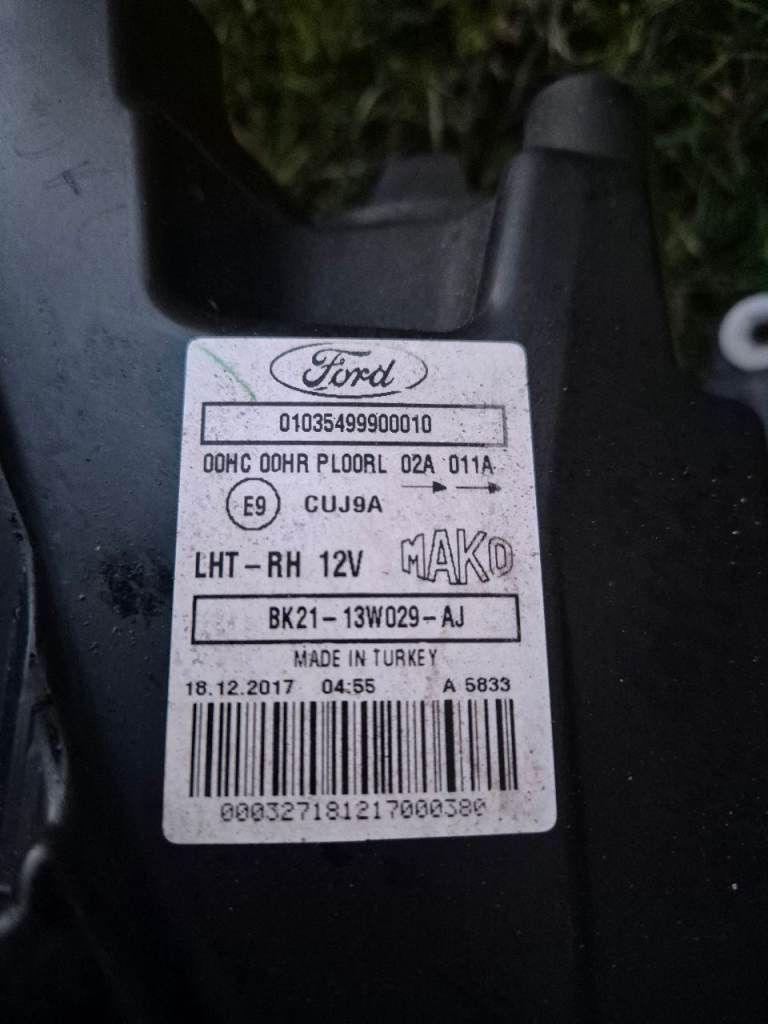 Ford
01035499900010
00HC 00HR PL00RL 02A 011A
E9 CUJ9A
LHT-RH 12V MAKO
BK21-13W029-AJ
MADE IN TURKEY
18.12.2017 04:55 A 5833
000327181217000380